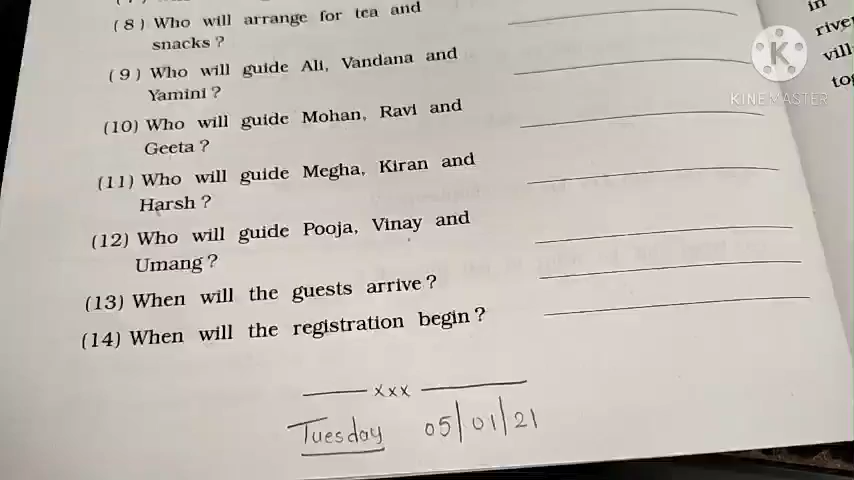 (8) Who will arrange for tea and
snacks ?
(9) Who will guide Ali, Vandana and
Yamini ?
(10) Who will guide Mohan, Ravi and
Geeta ?
(11) Who will guide Megha, Kiran and
Harsh ?
(12) Who will guide Pooja, Vinay and
Umang ?
(13) When will the guests arrive ?
(14) When will the registration begin ?
xxx
Tuesday 05/01/21
in
K
KINEMASTER